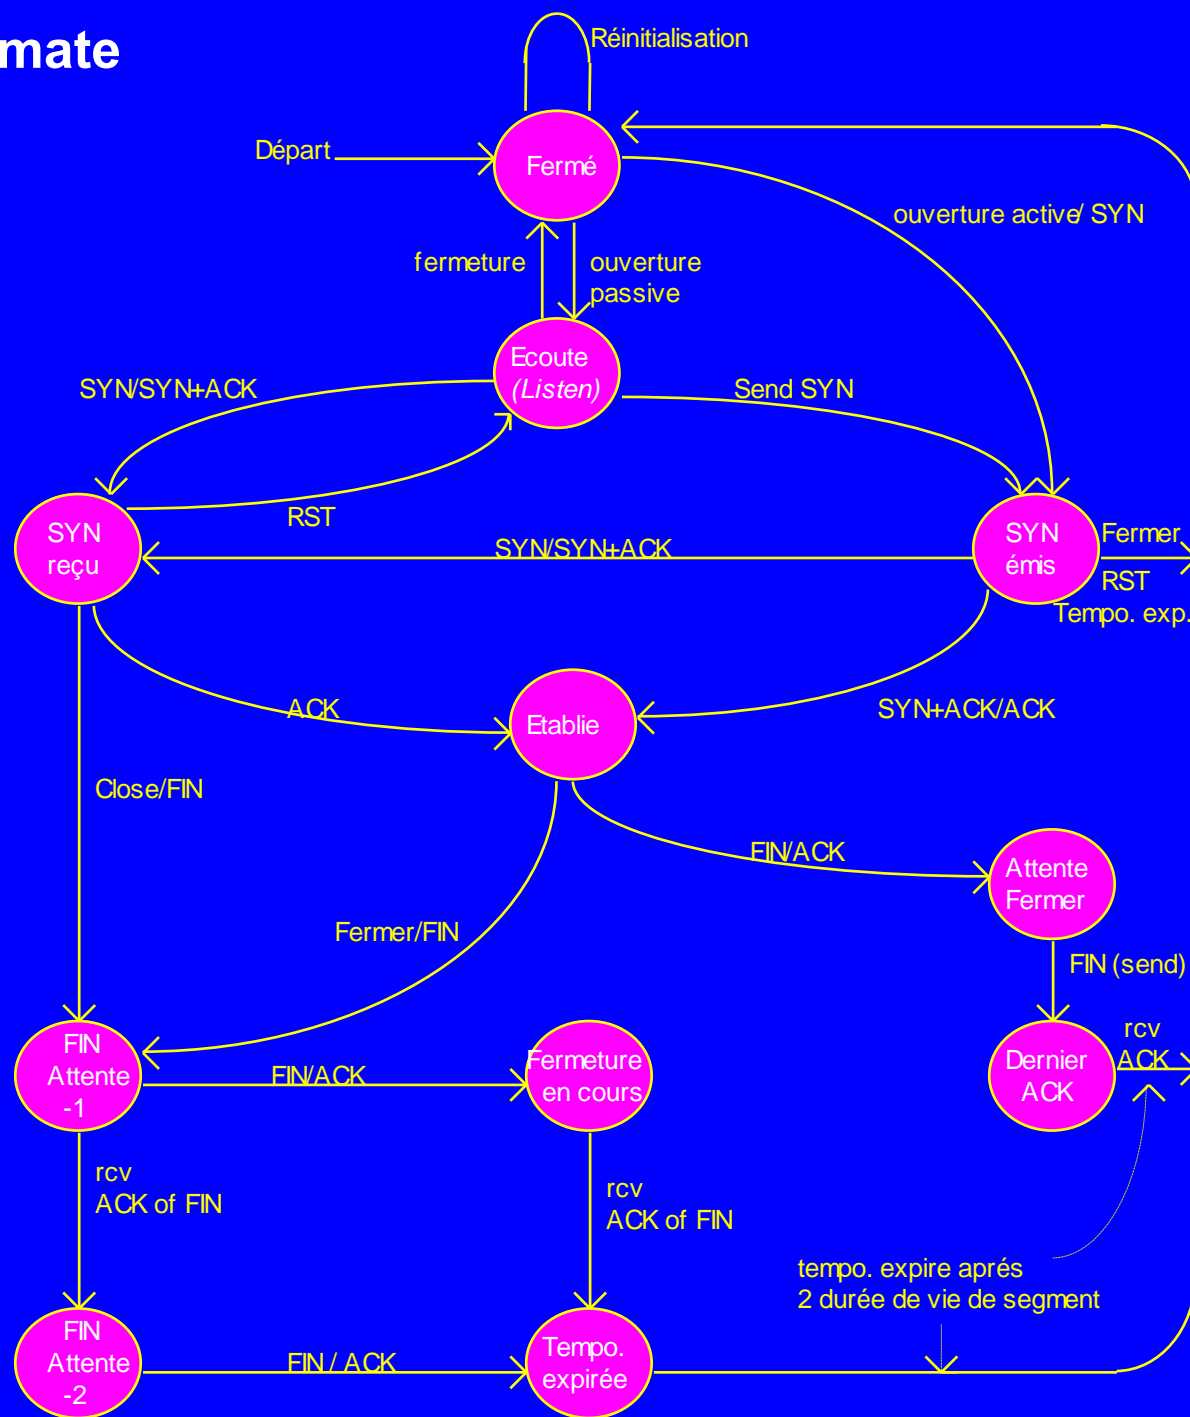 mate
Réinitialisation
Départ
Fermé
ouverture active/ SYN
fermeture
ouverture
passive
Ecoute
(Listen)
SYN/SYN+ACK
Send SYN
RST
SYN
reçu
SYN/SYN+ACK
SYN
émis
Fermer
RST
Tempo. exp.
ACK
Etablie
SYN+ACK/ACK
Close/FIN
FIN/ACK
Attente
Fermer
Fermer/FIN
FIN (send)
FIN
Attente
-1
FIN/ACK
Fermeture
en cours
Dernier
ACK
rcv
ACK
rcv
ACK of FIN
rcv
ACK of FIN
tempo. expire aprés
2 durée de vie de segment
FIN
Attente
-2
FIN / ACK
Tempo.
expirée